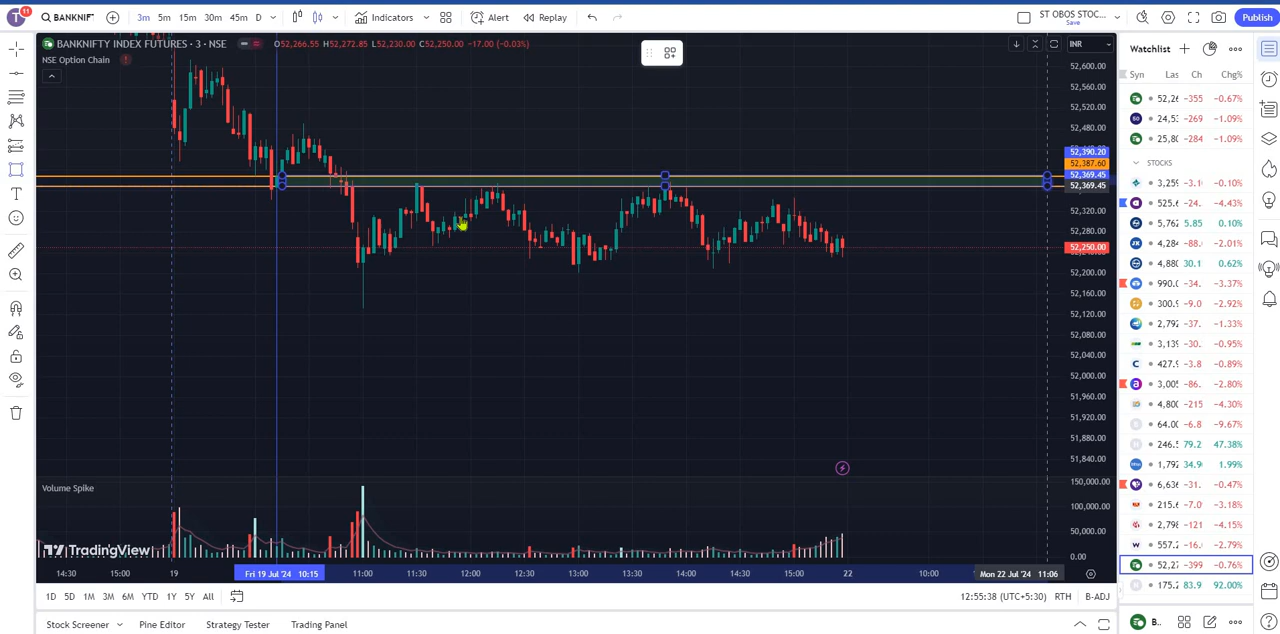 T 11 BANKNIF 3m 5m 15m 30m 45m D Indicators Alert Replay ST OBOS STOC... Save Publish
BANKNIFTY INDEX FUTURES · 3 · NSE O52,266.55 H52,272.85 L52,230.00 C52,250.00 −17.00 (−0.03%) INR
NSE Option Chain
52,600.00
52,560.00
52,520.00
52,480.00
52,390.20
52,387.60
52,369.45
52,369.45
52,320.00
52,280.00
52,250.00
52,200.00
52,160.00
52,120.00
52,080.00
52,040.00
52,000.00
51,960.00
51,920.00
51,880.00
51,840.00
Volume Spike
150,000.00
100,000.00
50,000.00
0.00
TradingView
14:30 15:00 19 Fri 19 Jul '24 10:15 11:00 11:30 12:00 12:30 13:00 13:30 14:00 14:30 15:00 22 10:00 Mon 22 Jul '24 11:06
1D 5D 1M 3M 6M YTD 1Y 5Y All 12:55:38 (UTC+5:30) RTH B-ADJ
Stock Screener Pine Editor Strategy Tester Trading Panel
Watchlist
Syn Las Ch Chg%
52,26 −355 −0.67%
24,53 −269 −1.09%
25,80 −284 −1.09%
STOCKS
3,259 −3.1 −0.10%
525.6 −24. −4.43%
5,762 5.85 0.10%
4,284 −88. −2.01%
4,880 30.1 0.62%
990.0 −34. −3.37%
300.9 −9.0 −2.92%
2,792 −37. −1.33%
3,139 −30. −0.95%
427.9 −3.8 −0.89%
3,005 −86. −2.80%
4,800 −215 −4.30%
64.00 −6.8 −9.67%
246.5 79.2 47.38%
1,792 34.9 1.99%
6,636 −31. −0.47%
215.6 −7.0 −3.18%
2,798 −121 −4.15%
557.2 −16. −2.79%
52,22 −399 −0.76%
175.2 83.9 92.00%
B..